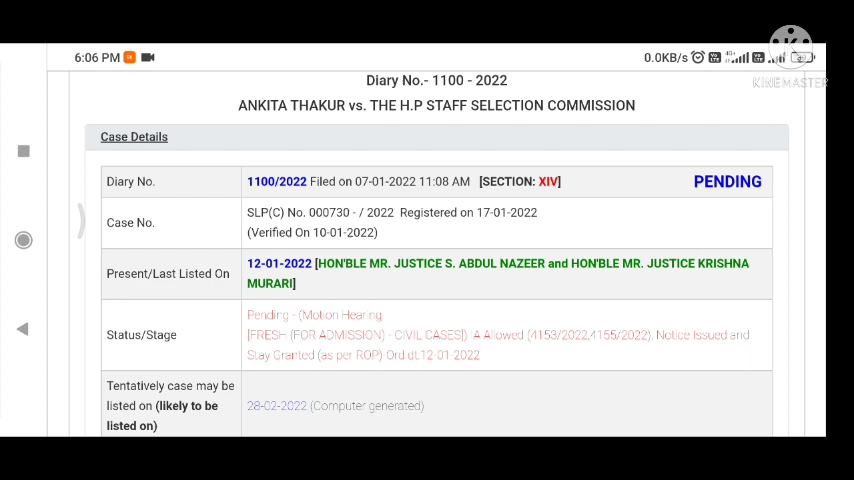 6:06 PM
0.0KB/s 4G+
KINEMASTER
Diary No.- 1100 - 2022
ANKITA THAKUR vs. THE H.P STAFF SELECTION COMMISSION
Case Details
Diary No. 1100/2022 Filed on 07-01-2022 11:08 AM [SECTION: XIV] PENDING
Case No. SLP(C) No. 000730 - / 2022 Registered on 17-01-2022
(Verified On 10-01-2022)
Present/Last Listed On 12-01-2022 [HON'BLE MR. JUSTICE S. ABDUL NAZEER and HON'BLE MR. JUSTICE KRISHNA
MURARI]
Status/Stage Pending - (Motion Hearing
[FRESH (FOR ADMISSION) - CIVIL CASES]) IA Allowed (4153/2022,4155/2022), Notice Issued and
Stay Granted (as per ROP)-Ord dt.12-01-2022
Tentatively case may be
listed on (likely to be
listed on) 28-02-2022 (Computer generated)